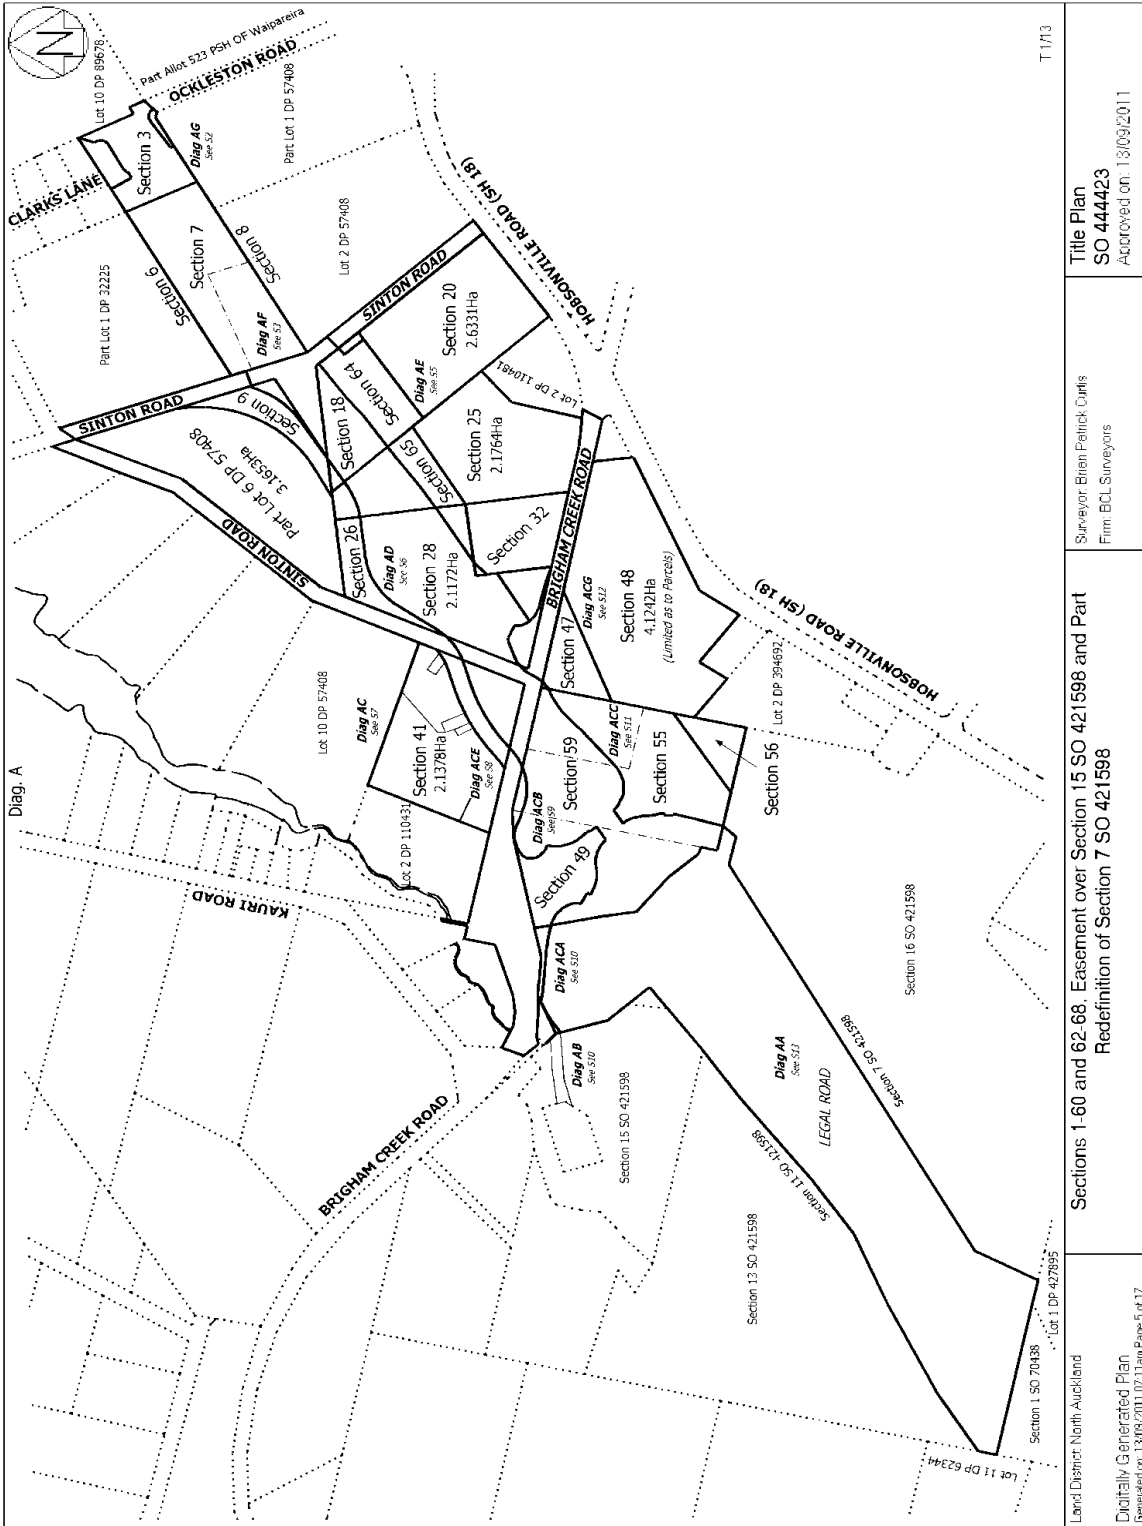 Diag. A
T 1/13
N
Lot 10 DP 89678
Part Allot 523 PSH OF Waipareira
OCKLESTON ROAD
CLARKS LANE
Section 3
Diag AG
See S2
Part Lot 1 DP 57408
Part Lot 1 DP 32225
Section 6
Section 7
Section 8
Lot 2 DP 57408
Diag AF
See S3
SINTON ROAD
HOBSONVILLE ROAD (SH 18)
SINTON ROAD
Section 9
Part Lot 6 DP 57408
3.1653Ha
Section 18
Section 64
Section 20
2.6331Ha
Diag AE
See S5
Section 65
Section 25
2.1764Ha
Lot 2 DP 110481
SINTON ROAD
Section 26
Diag AD
See S6
Section 28
2.1172Ha
Section 32
BRIGHAM CREEK ROAD
Lot 10 DP 57408
Diag AC
See S7
Section 41
2.1378Ha
Diag ACE
See S8
Section 47
Diag ACG
See S12
Section 48
4.1242Ha
(Limited as to Parcels)
HOBSONVILLE ROAD (SH 18)
Lot 2 DP 394692
KAURI ROAD
Lot 2 DP 110431
Diag ACB
See S9
Section 59
Diag ACC
See S11
Section 55
Section 56
Section 49
Diag ACA
See S10
Section 16 SO 421598
Diag AB
See S10
Section 15 SO 421598
BRIGHAM CREEK ROAD
Diag AA
See S13
LEGAL ROAD
Section 7 SO 421598
Section 11 SO 421598
Section 13 SO 421598
Lot 11 DP 62344
Section 1 SO 70438
Lot 1 DP 427895
Land District: North Auckland
Digitally Generated Plan
Generated on: 13/09/2011 07:11am Page 5 of 17
Sections 1-60 and 62-68, Easement over Section 15 SO 421598 and Part
Redefinition of Section 7 SO 421598
Surveyor: Brian Patrick Curtis
Firm: BCL Surveyors
Title Plan
SO 444423
Approved on: 13/09/2011